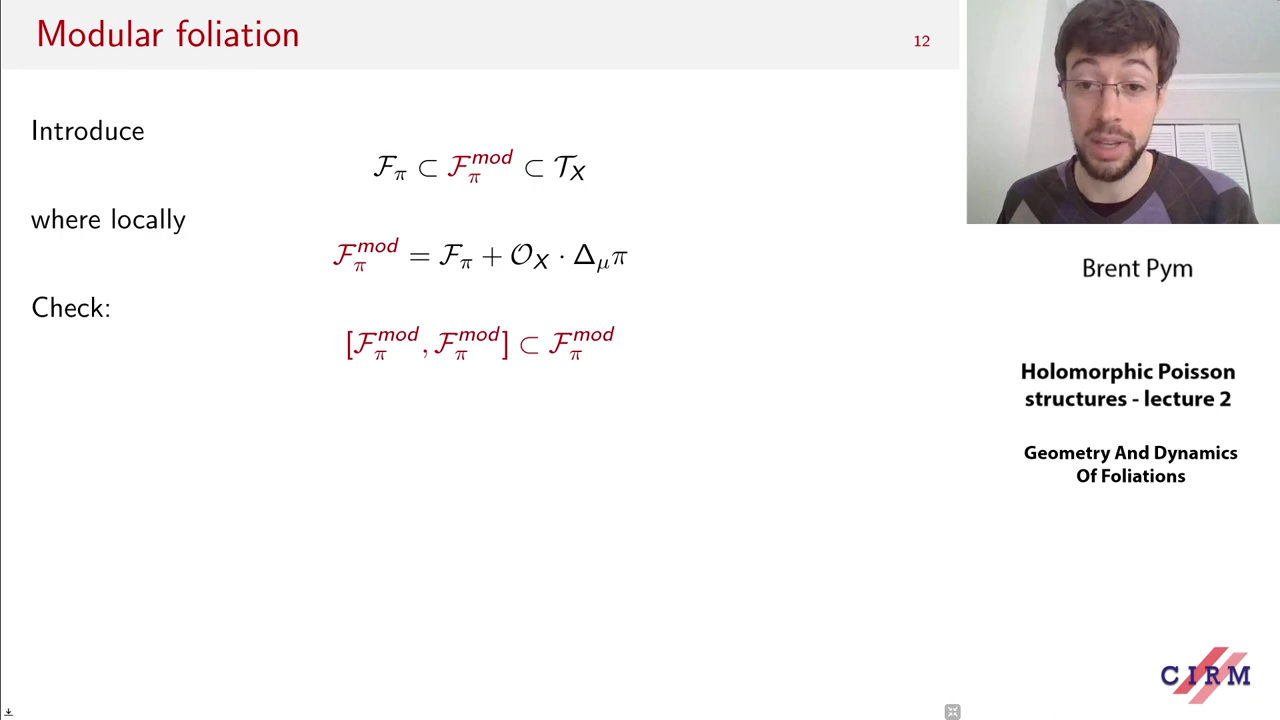 Modular foliation
12
Introduce
ℱ_π ⊂ ℱ_π^mod ⊂ 𝒯_X
where locally
ℱ_π^mod = ℱ_π + 𝒪_X · Δ_μπ
Check:
[ℱ_π^mod, ℱ_π^mod] ⊂ ℱ_π^mod
Brent Pym
Holomorphic Poisson
structures - lecture 2
Geometry And Dynamics
Of Foliations
CIRM